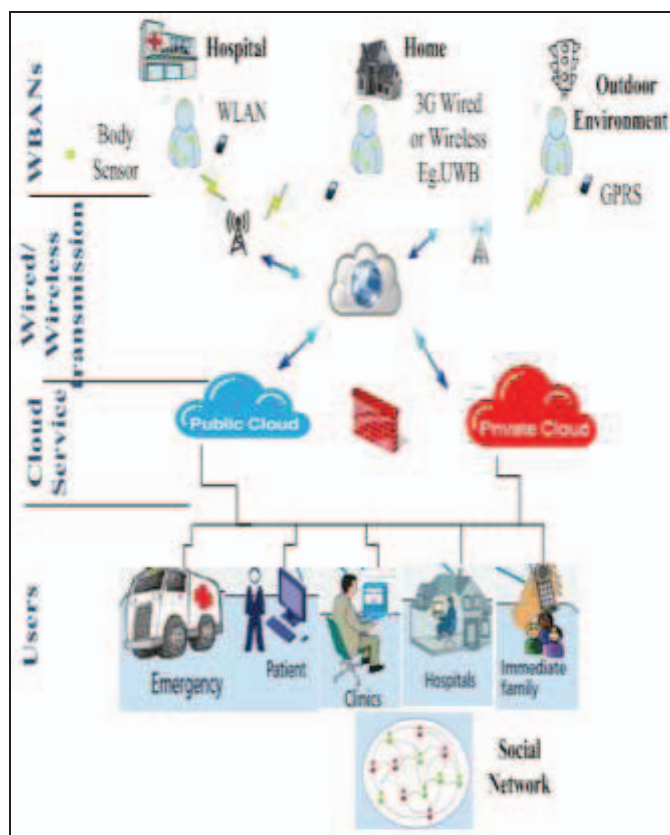 WBANs
Hospital
Home
Outdoor
Environment
Body
Sensor
WLAN
3G Wired
or Wireless
Eg.UWB
GPRS
Wired/
Wireless
transmission
Public Cloud
Private Cloud
Cloud
Service
Users
Emergency
Patient
Clinics
Hospitals
Immediate
family
Social
Network